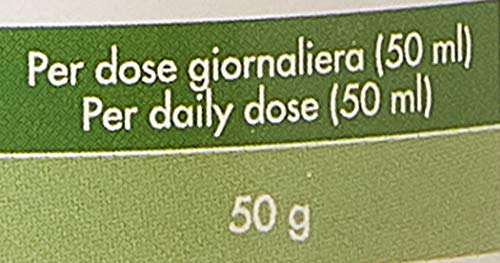 Per dose giornaliera (50 ml)
Per daily dose (50 ml)
50 g